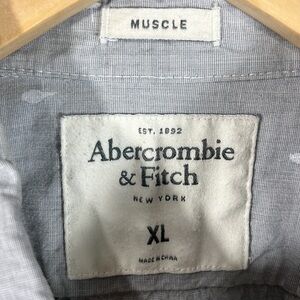 MUSCLE
EST. 1892
Abercrombie
& Fitch
NEW YORK
XL
MADE IN CHINA